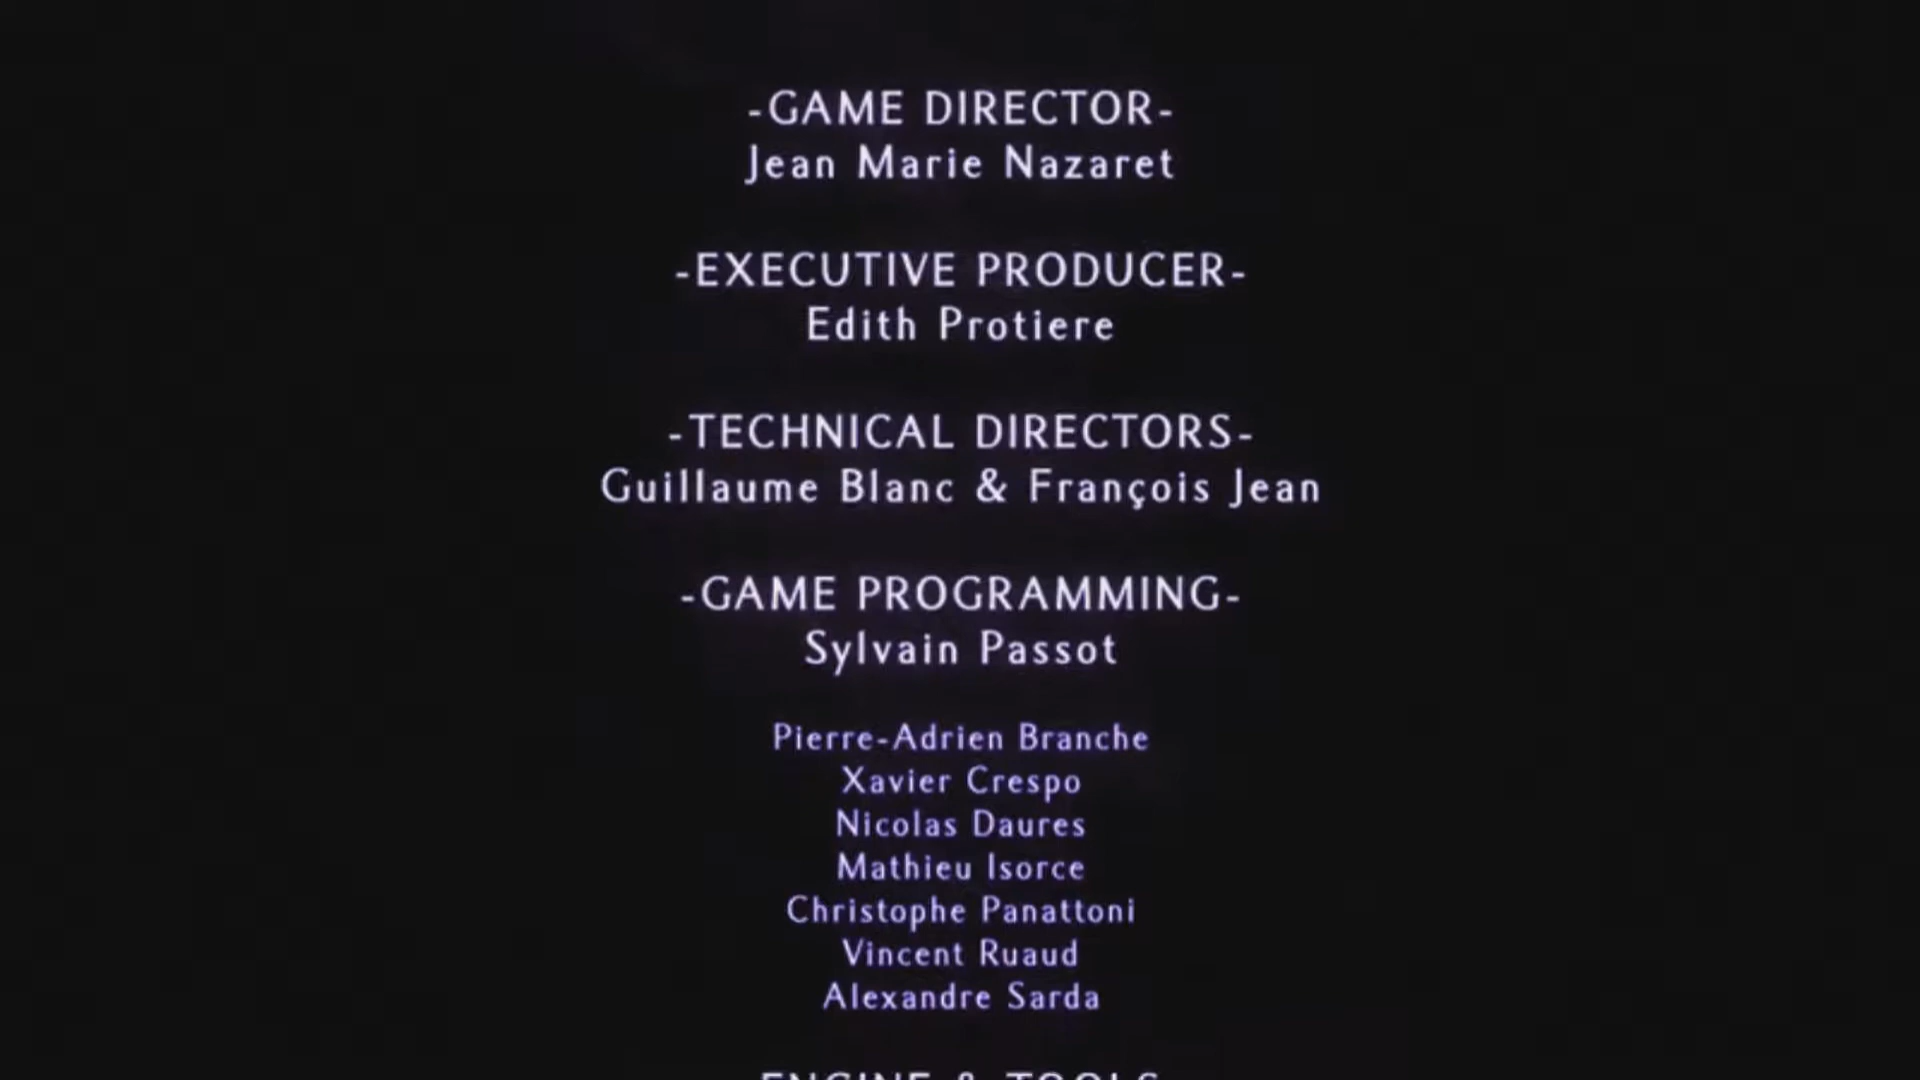 -GAME DIRECTOR-
Jean Marie Nazaret
-EXECUTIVE PRODUCER-
Edith Protiere
-TECHNICAL DIRECTORS-
Guillaume Blanc & François Jean
-GAME PROGRAMMING-
Sylvain Passot
Pierre-Adrien Branche
Xavier Crespo
Nicolas Daures
Mathieu Isorce
Christophe Panattoni
Vincent Ruaud
Alexandre Sarda
ENGINE & TOOLS